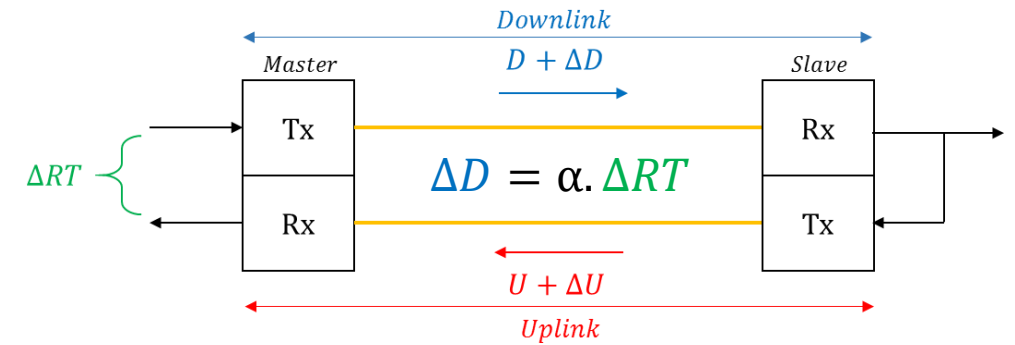 Downlink
D + ΔD
Master
Slave
Tx
Rx
ΔRT
ΔD = α. ΔRT
Rx
Tx
U + ΔU
Uplink